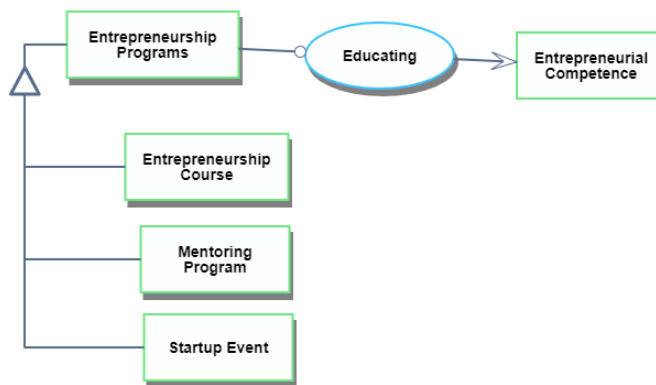 Entrepreneurship
Programs
Educating
Entrepreneurial
Competence
Entrepreneurship
Course
Mentoring
Program
Startup Event